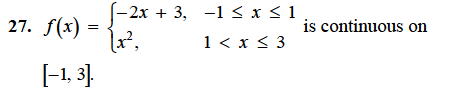 27. f(x) = { -2x + 3, -1 ≤ x ≤ 1
x², 1 < x ≤ 3 is continuous on
[-1, 3].